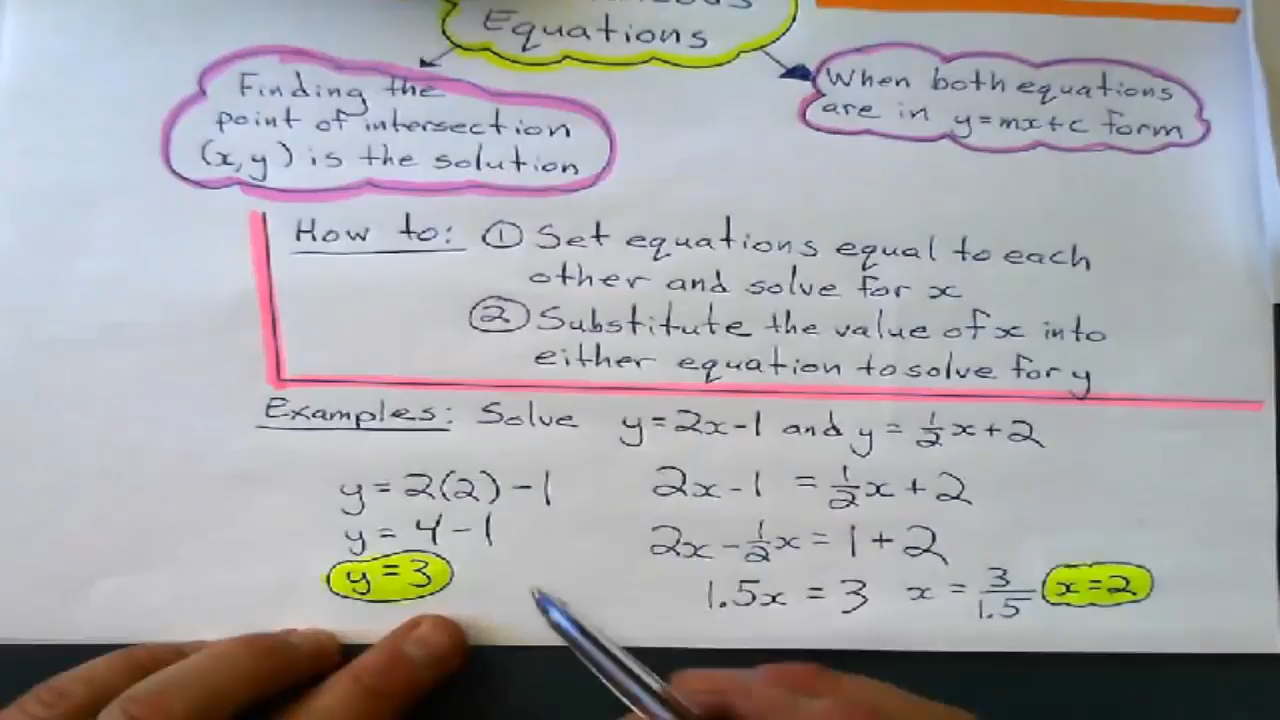 Equations
Finding the
point of intersection
(x,y) is the solution
When both equations
are in y=mx+c form
How to: ① Set equations equal to each
other and solve for x
② Substitute the value of x into
either equation to solve for y
Examples: Solve y=2x-1 and y=½x+2
y=2(2)-1
y=4-1
y=3
2x-1=½x+2
2x-½x=1+2
1.5x=3 x=3/1.5 x=2